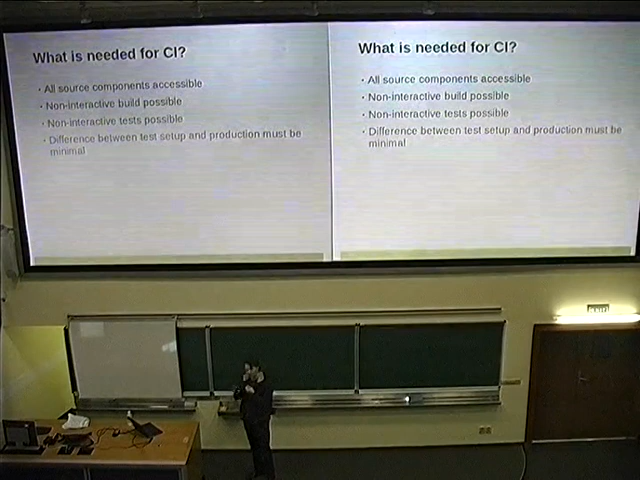 What is needed for CI?
· All source components accessible
· Non-interactive build possible
· Non-interactive tests possible
· Difference between test setup and production must be
minimal
What is needed for CI?
· All source components accessible
· Non-interactive build possible
· Non-interactive tests possible
· Difference between test setup and production must be
minimal